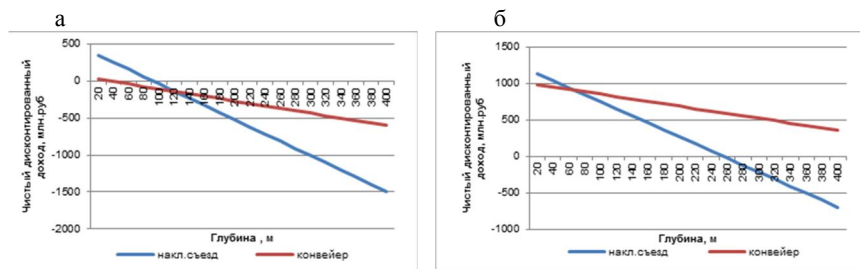 а
б
500
0
-500
-1000
-1500
-2000
Чистый дисконтированный
доход, млн.руб
20 40 60 80 100 120 140 160 180 200 220 240 260 280 300 320 340 360 380 400
Глубина , м
накл.съезд конвейер
1500
1000
500
0
-500
-1000
Чистый дисконтированный
доход, млн.руб
20 40 60 80 100 120 140 160 180 200 220 240 260 280 300 320 340 360 380 400
Глубина, м
накл.съезд конвейер